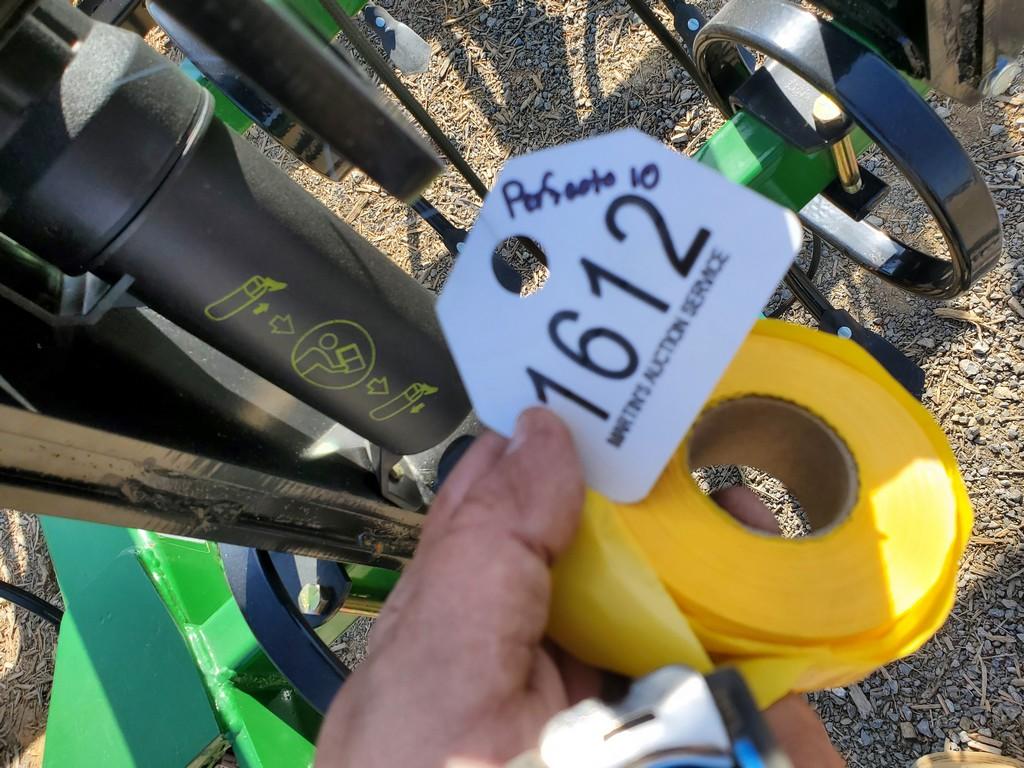 Perfecto 10
1612
MARTIN'S AUCTION SERVICE